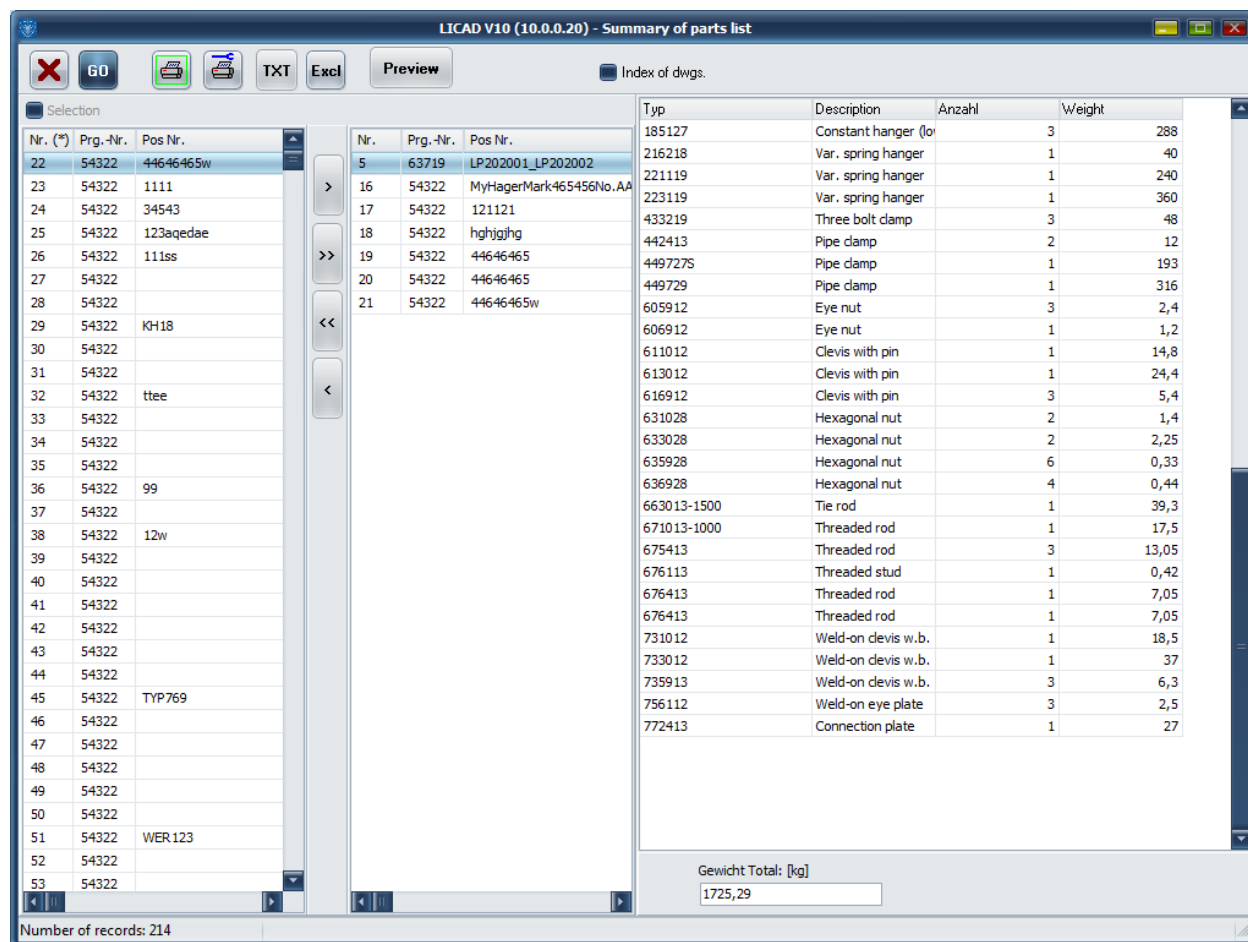 LICAD V10 (10.0.0.20) - Summary of parts list
GO TXT Excl Preview Index of dwgs.
Selection
Nr. (*) Prg.-Nr. Pos Nr.
22 54322 44646465w
23 54322 1111
24 54322 34543
25 54322 123aqedae
26 54322 111ss
27 54322
28 54322
29 54322 KH18
30 54322
31 54322
32 54322 ttee
33 54322
34 54322
35 54322
36 54322 99
37 54322
38 54322 12w
39 54322
40 54322
41 54322
42 54322
43 54322
44 54322
45 54322 TYP769
46 54322
47 54322
48 54322
49 54322
50 54322
51 54322 WER123
52 54322
53 54322
>
>>
<<
<
Nr. Prg.-Nr. Pos Nr.
5 63719 LP202001_LP202002
16 54322 MyHagerMark465456No.AA
17 54322 121121
18 54322 hghjgjhg
19 54322 44646465
20 54322 44646465
21 54322 44646465w
Typ Description Anzahl Weight
185127 Constant hanger (lo 3 288
216218 Var. spring hanger 1 40
221119 Var. spring hanger 1 240
223119 Var. spring hanger 1 360
433219 Three bolt clamp 3 48
442413 Pipe clamp 2 12
449727S Pipe clamp 1 193
449729 Pipe clamp 1 316
605912 Eye nut 3 2,4
606912 Eye nut 1 1,2
611012 Clevis with pin 1 14,8
613012 Clevis with pin 1 24,4
616912 Clevis with pin 3 5,4
631028 Hexagonal nut 2 1,4
633028 Hexagonal nut 2 2,25
635928 Hexagonal nut 6 0,33
636928 Hexagonal nut 4 0,44
663013-1500 Tie rod 1 39,3
671013-1000 Threaded rod 1 17,5
675413 Threaded rod 3 13,05
676113 Threaded stud 1 0,42
676413 Threaded rod 1 7,05
676413 Threaded rod 1 7,05
731012 Weld-on clevis w.b. 1 18,5
733012 Weld-on clevis w.b. 1 37
735913 Weld-on clevis w.b. 3 6,3
756112 Weld-on eye plate 3 2,5
772413 Connection plate 1 27
Gewicht Total: [kg]
1725,29
Number of records: 214